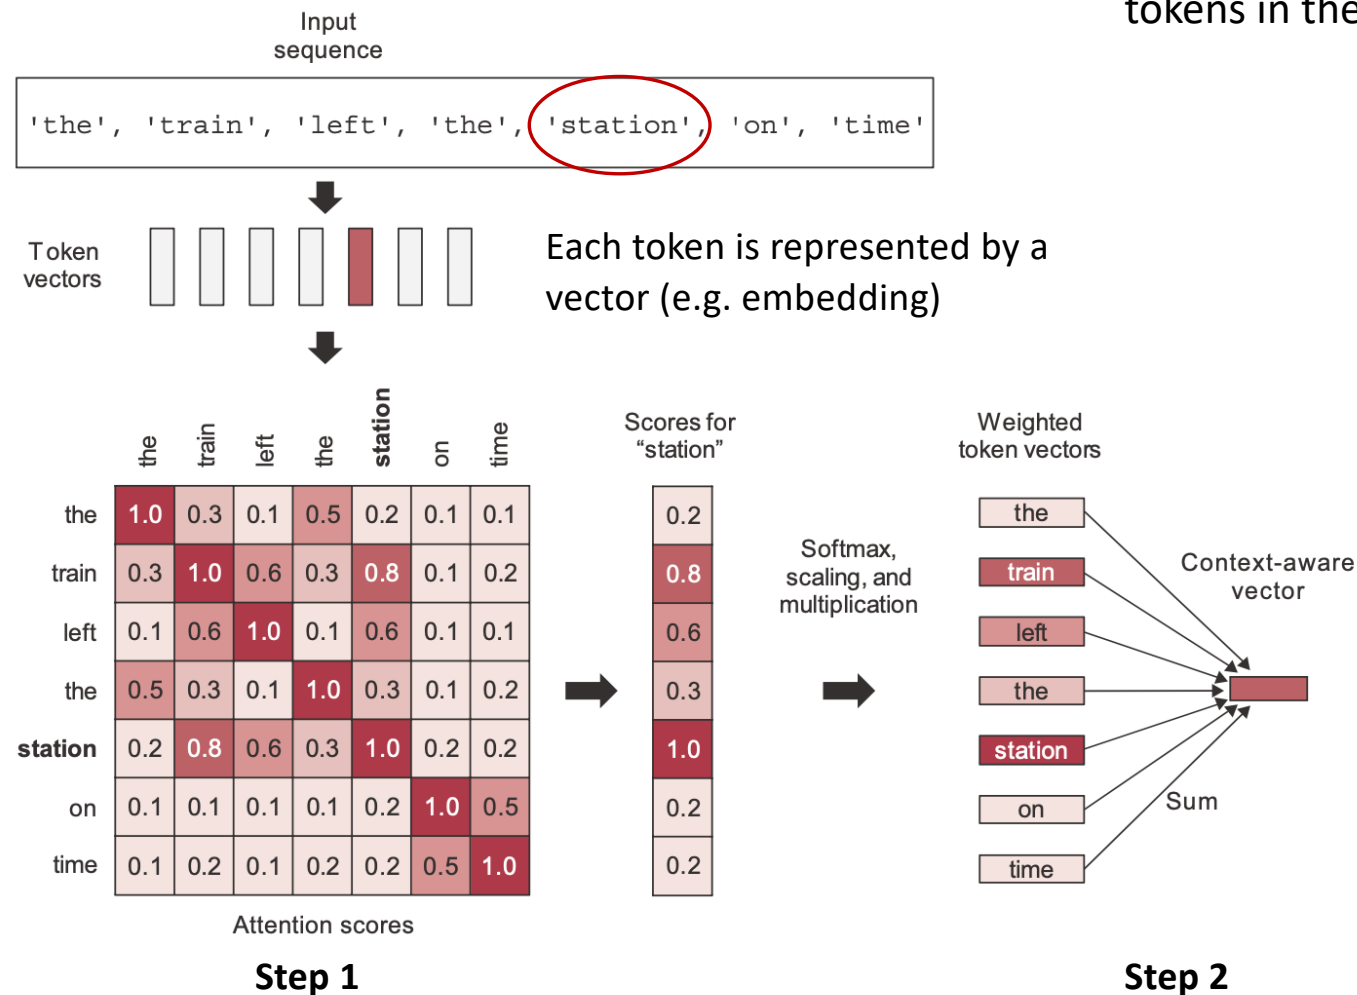 tokens in the
Input
sequence
'the', 'train', 'left', 'the', 'station', 'on', 'time'
Token
vectors
Each token is represented by a
vector (e.g. embedding)
the train left the station on time
the 1.0 0.3 0.1 0.5 0.2 0.1 0.1
train 0.3 1.0 0.6 0.3 0.8 0.1 0.2
left 0.1 0.6 1.0 0.1 0.6 0.1 0.1
the 0.5 0.3 0.1 1.0 0.3 0.1 0.2
station 0.2 0.8 0.6 0.3 1.0 0.2 0.2
on 0.1 0.1 0.1 0.1 0.2 1.0 0.5
time 0.1 0.2 0.1 0.2 0.2 0.5 1.0
Attention scores
Step 1
Scores for
“station”
0.2
0.8
0.6
0.3
1.0
0.2
0.2
Softmax,
scaling, and
multiplication
Weighted
token vectors
the
train
left
the
station
on
time
Sum
Context-aware
vector
Step 2